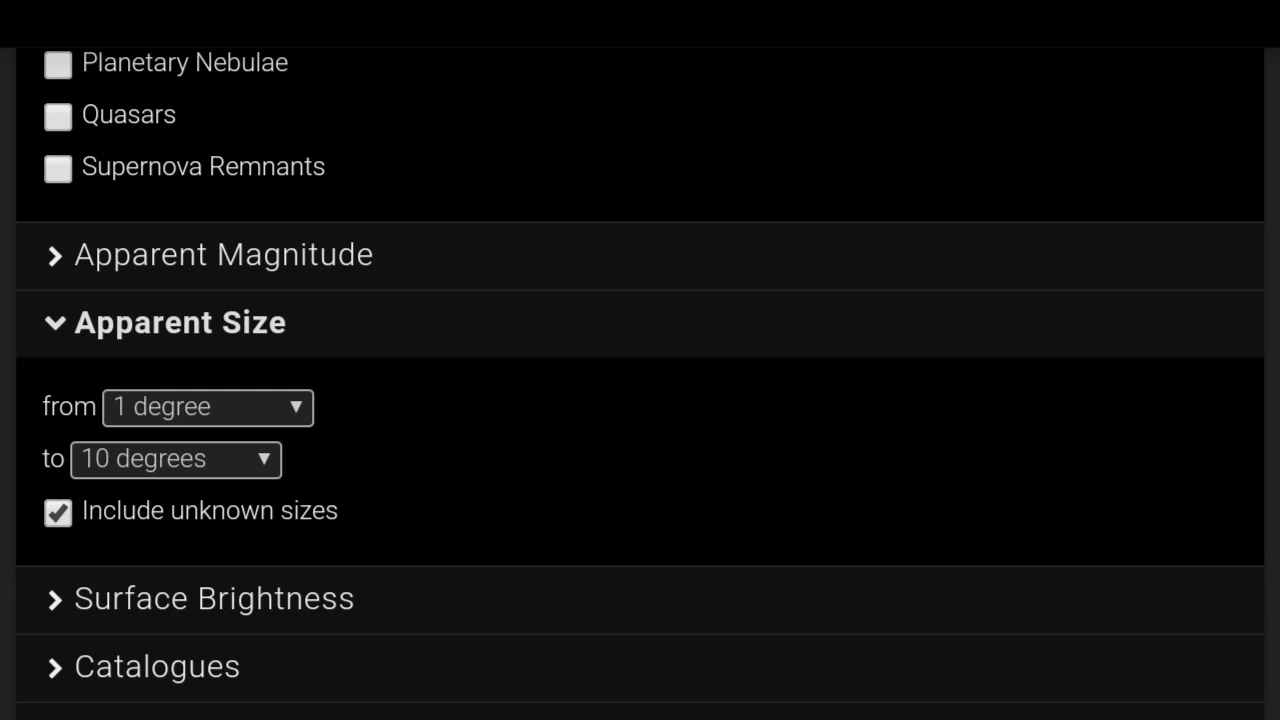 Planetary Nebulae
Quasars
Supernova Remnants
Apparent Magnitude
Apparent Size
from 1 degree
to 10 degrees
Include unknown sizes
Surface Brightness
Catalogues